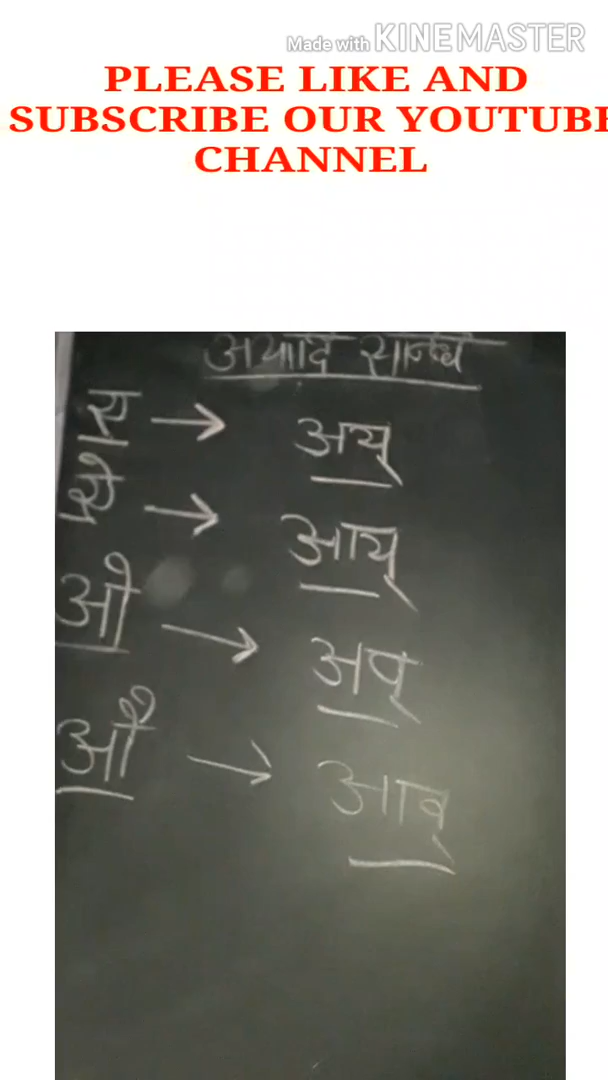 Made with KINEMASTER
PLEASE LIKE AND
SUBSCRIBE OUR YOUTUBE
CHANNEL
अयादि सन्धि
ए → अय्
ऐ → आय्
ओ → अव्
औ → आव्